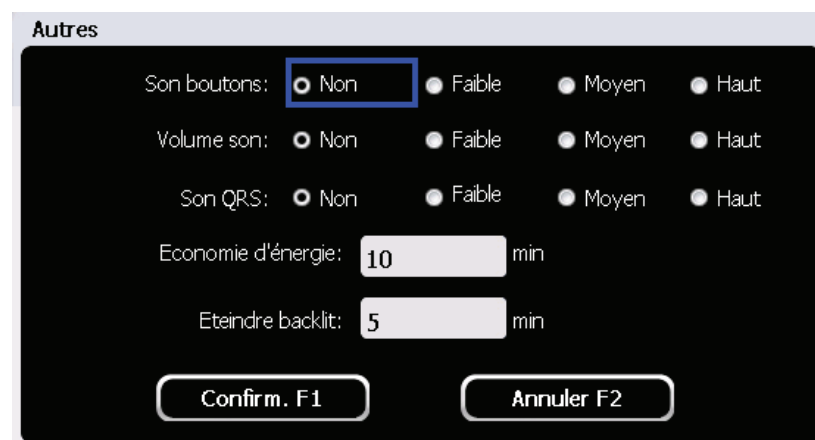 Autres
Son boutons: Non Faible Moyen Haut
Volume son: Non Faible Moyen Haut
Son QRS: Non Faible Moyen Haut
Economie d'énergie: 10 min
Eteindre backlit: 5 min
Confirm. F1 Annuler F2